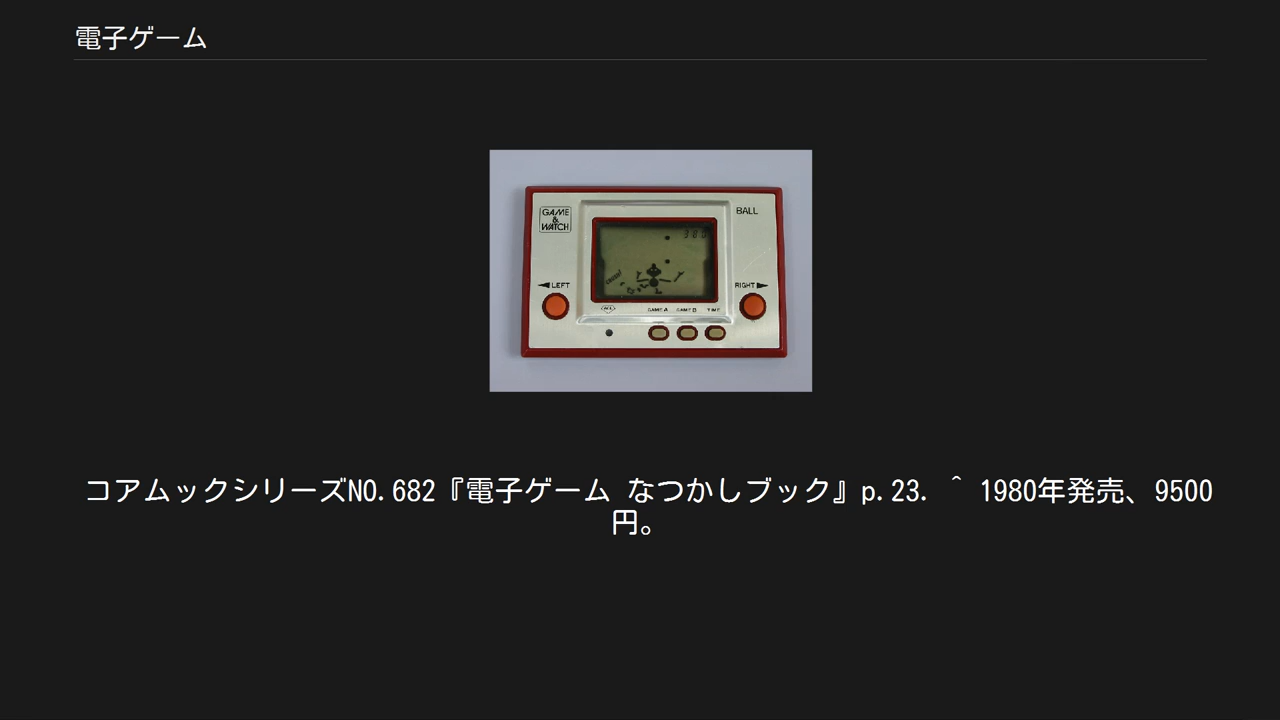 電子ゲーム
GAME
&
WATCH
BALL
◀LEFT
RIGHT▶
ACL
GAME A GAME B TIME
コアムックシリーズNO.682『電子ゲーム なつかしブック』p.23. ^ 1980年発売、9500
円。